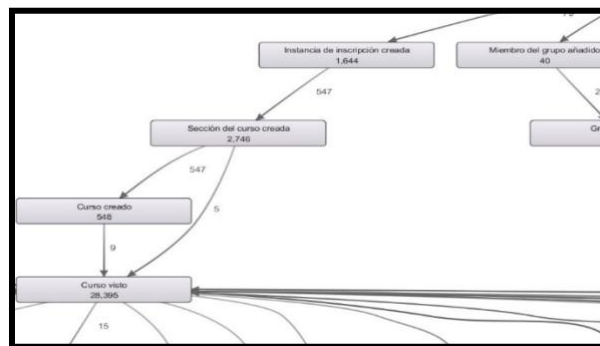 Instancia de inscripción creada
1,644
Miembro del grupo añadido
40
547
Sección del curso creada
2,746
547
5
Curso creado
548
9
Curso visto
28,395
15